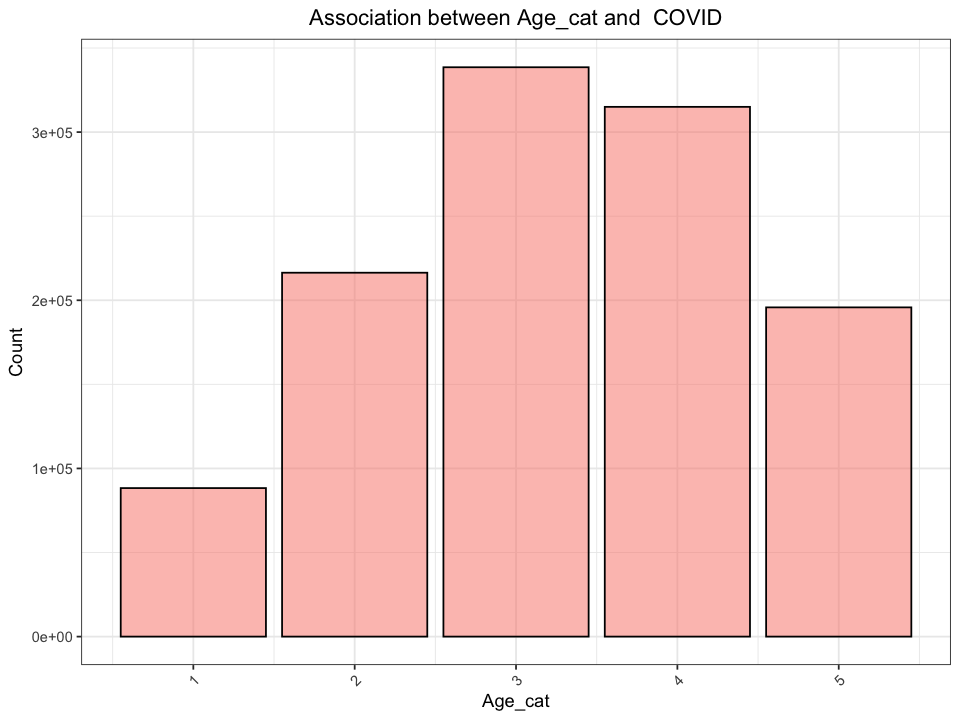 Association between Age_cat and  COVID
Count
3e+05
2e+05
1e+05
0e+00
1
2
3
4
5
Age_cat